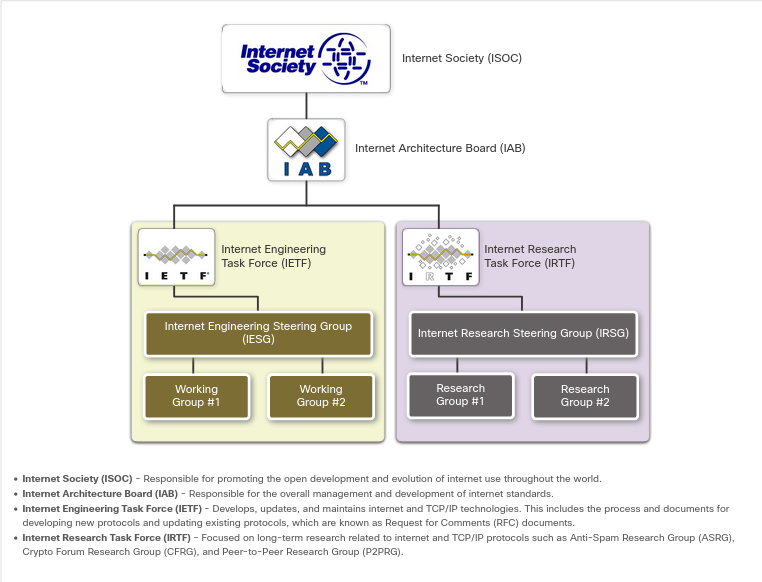 Internet
Society
TM
Internet Society (ISOC)
I A B
Internet Architecture Board (IAB)
I E T F®
Internet Engineering
Task Force (IETF)
I R T F
Internet Research
Task Force (IRTF)
Internet Engineering Steering Group
(IESG)
Internet Research Steering Group (IRSG)
Working
Group #1
Working
Group #2
Research
Group #1
Research
Group #2
• Internet Society (ISOC) - Responsible for promoting the open development and evolution of internet use throughout the world.
• Internet Architecture Board (IAB) - Responsible for the overall management and development of internet standards.
• Internet Engineering Task Force (IETF) - Develops, updates, and maintains internet and TCP/IP technologies. This includes the process and documents for
developing new protocols and updating existing protocols, which are known as Request for Comments (RFC) documents.
• Internet Research Task Force (IRTF) - Focused on long-term research related to internet and TCP/IP protocols such as Anti-Spam Research Group (ASRG),
Crypto Forum Research Group (CFRG), and Peer-to-Peer Research Group (P2PRG).